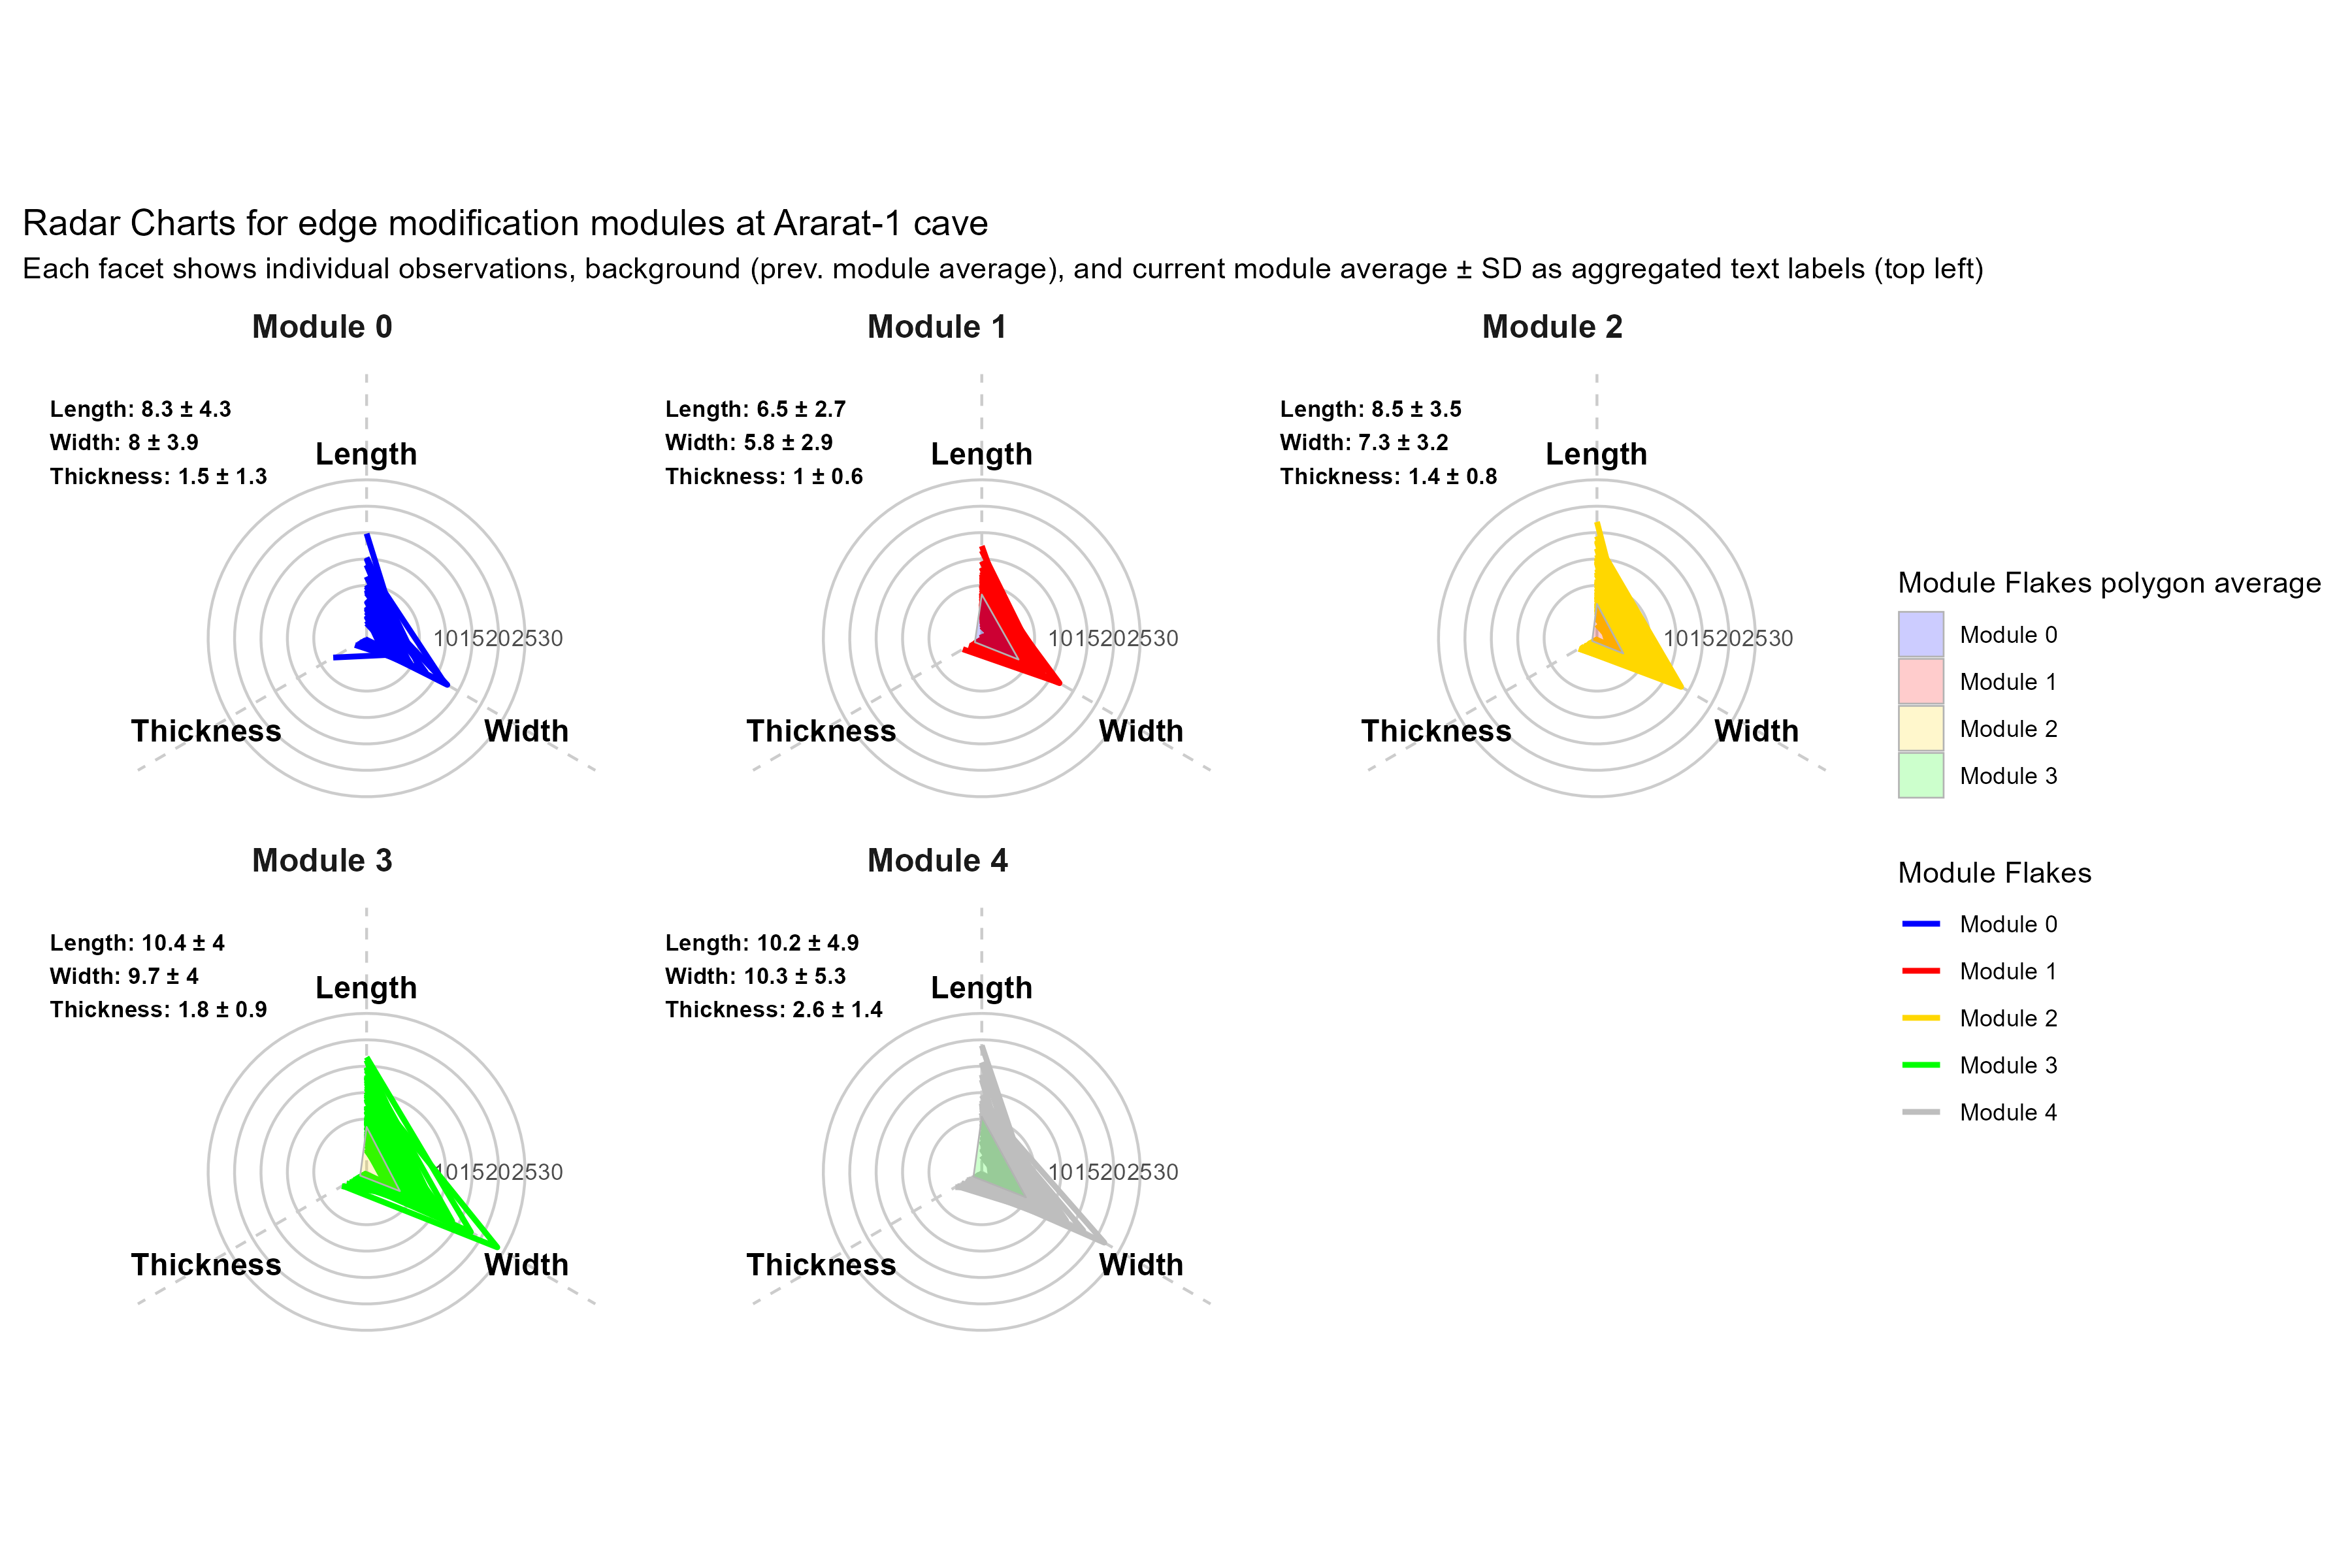 Radar Charts for edge modification modules at Ararat-1 cave
Each facet shows individual observations, background (prev. module average), and current module average ± SD as aggregated text labels (top left)
Module 0
Length: 8.3 ± 4.3
Width: 8 ± 3.9
Thickness: 1.5 ± 1.3
Length
1015202530
Thickness
Width
Module 1
Length: 6.5 ± 2.7
Width: 5.8 ± 2.9
Thickness: 1 ± 0.6
Length
1015202530
Thickness
Width
Module 2
Length: 8.5 ± 3.5
Width: 7.3 ± 3.2
Thickness: 1.4 ± 0.8
Length
1015202530
Thickness
Width
Module 3
Length: 10.4 ± 4
Width: 9.7 ± 4
Thickness: 1.8 ± 0.9
Length
1015202530
Thickness
Width
Module 4
Length: 10.2 ± 4.9
Width: 10.3 ± 5.3
Thickness: 2.6 ± 1.4
Length
1015202530
Thickness
Width
Module Flakes polygon average
Module 0
Module 1
Module 2
Module 3
Module Flakes
Module 0
Module 1
Module 2
Module 3
Module 4